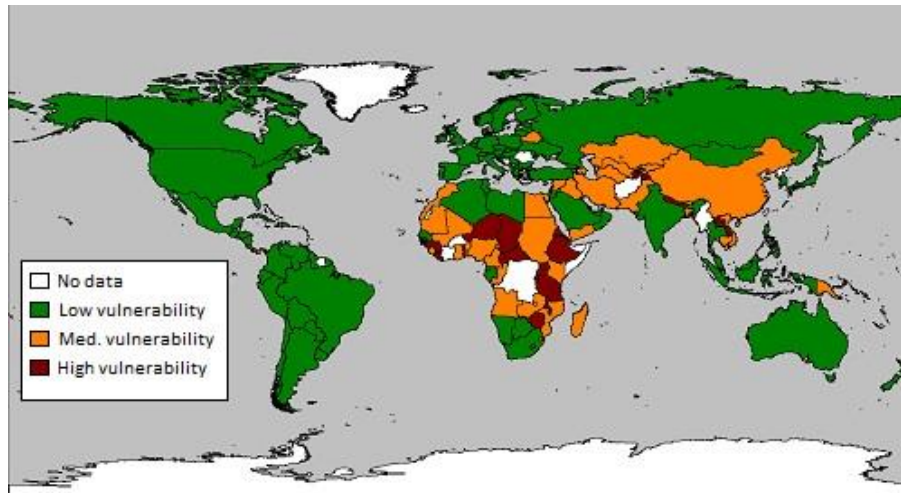 No data
Low vulnerability
Med. vulnerability
High vulnerability